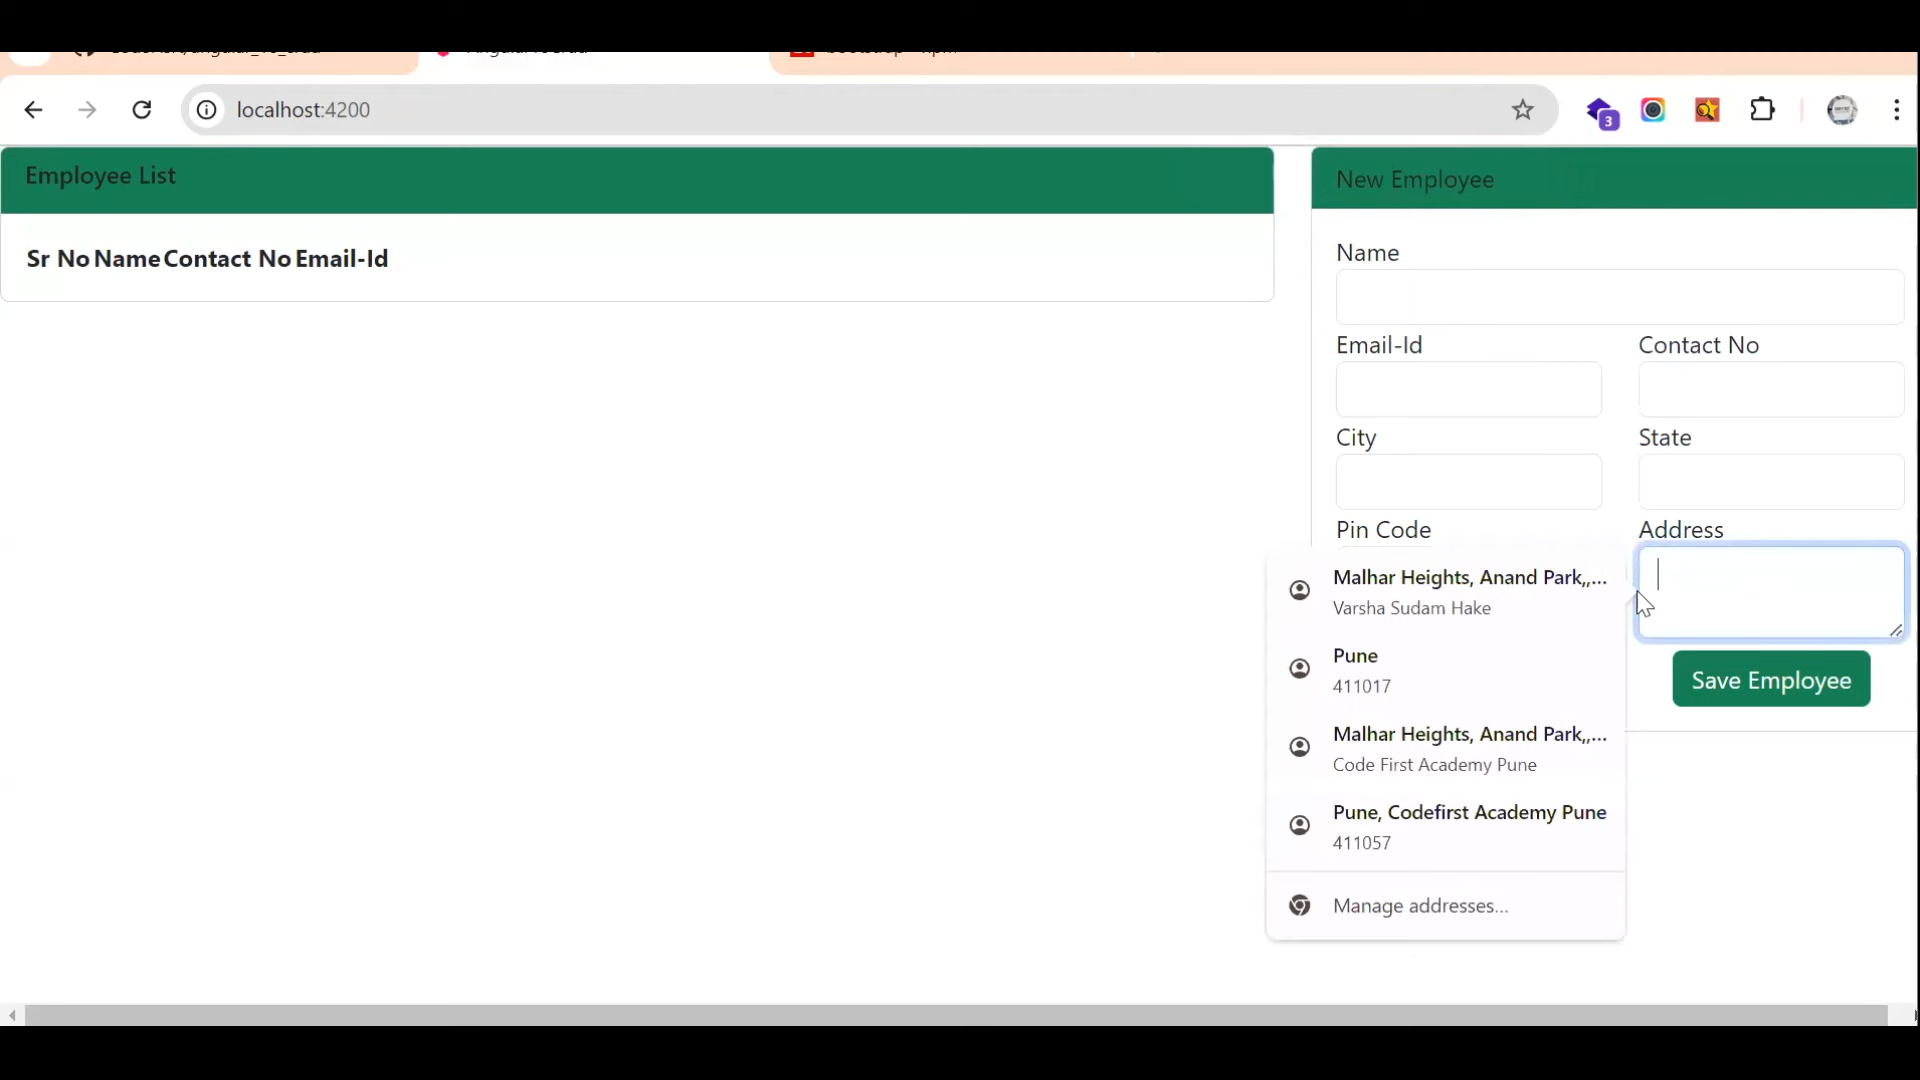 localhost:4200
3
Employee List
Sr No Name Contact No Email-Id
New Employee
Name
Email-Id Contact No
City State
Pin Code Address
Malhar Heights, Anand Park,,...
Varsha Sudam Hake
Pune
411017
Malhar Heights, Anand Park,,...
Code First Academy Pune
Pune, Codefirst Academy Pune
411057
Manage addresses...
Save Employee